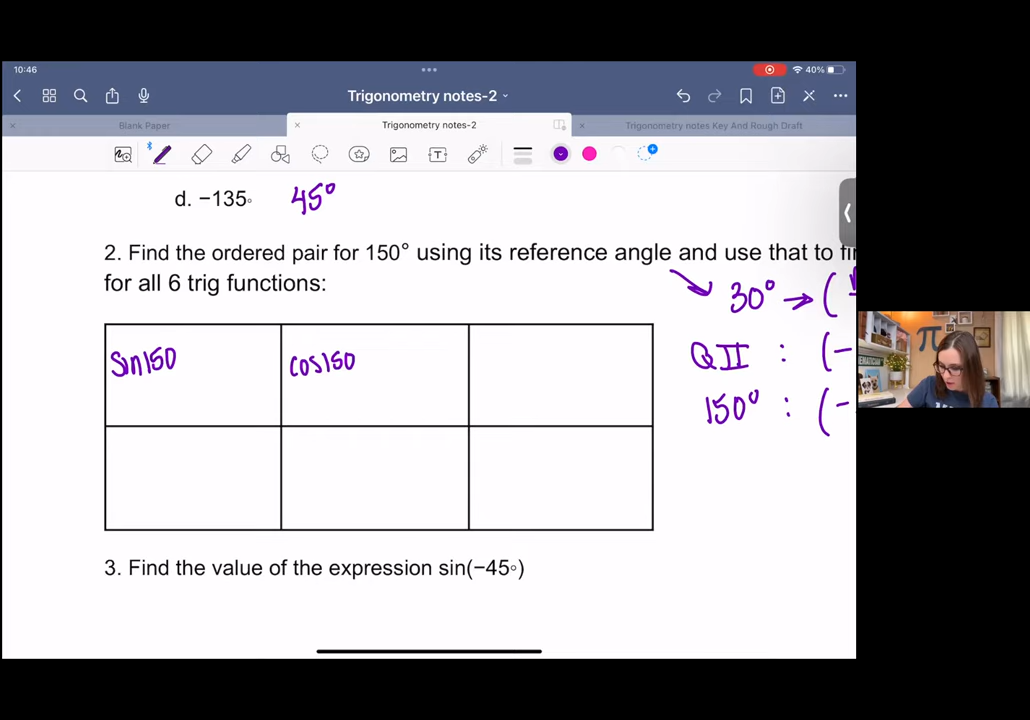 10:46
40%
Trigonometry notes-2
Blank Paper
Trigonometry notes-2
Trigonometry notes Key And Rough Draft
d. −135° 45°
2. Find the ordered pair for 150° using its reference angle and use that to
for all 6 trig functions:
30° → (
QII : (-
150° : (-
sin150 cos150
3. Find the value of the expression sin(−45°)
π